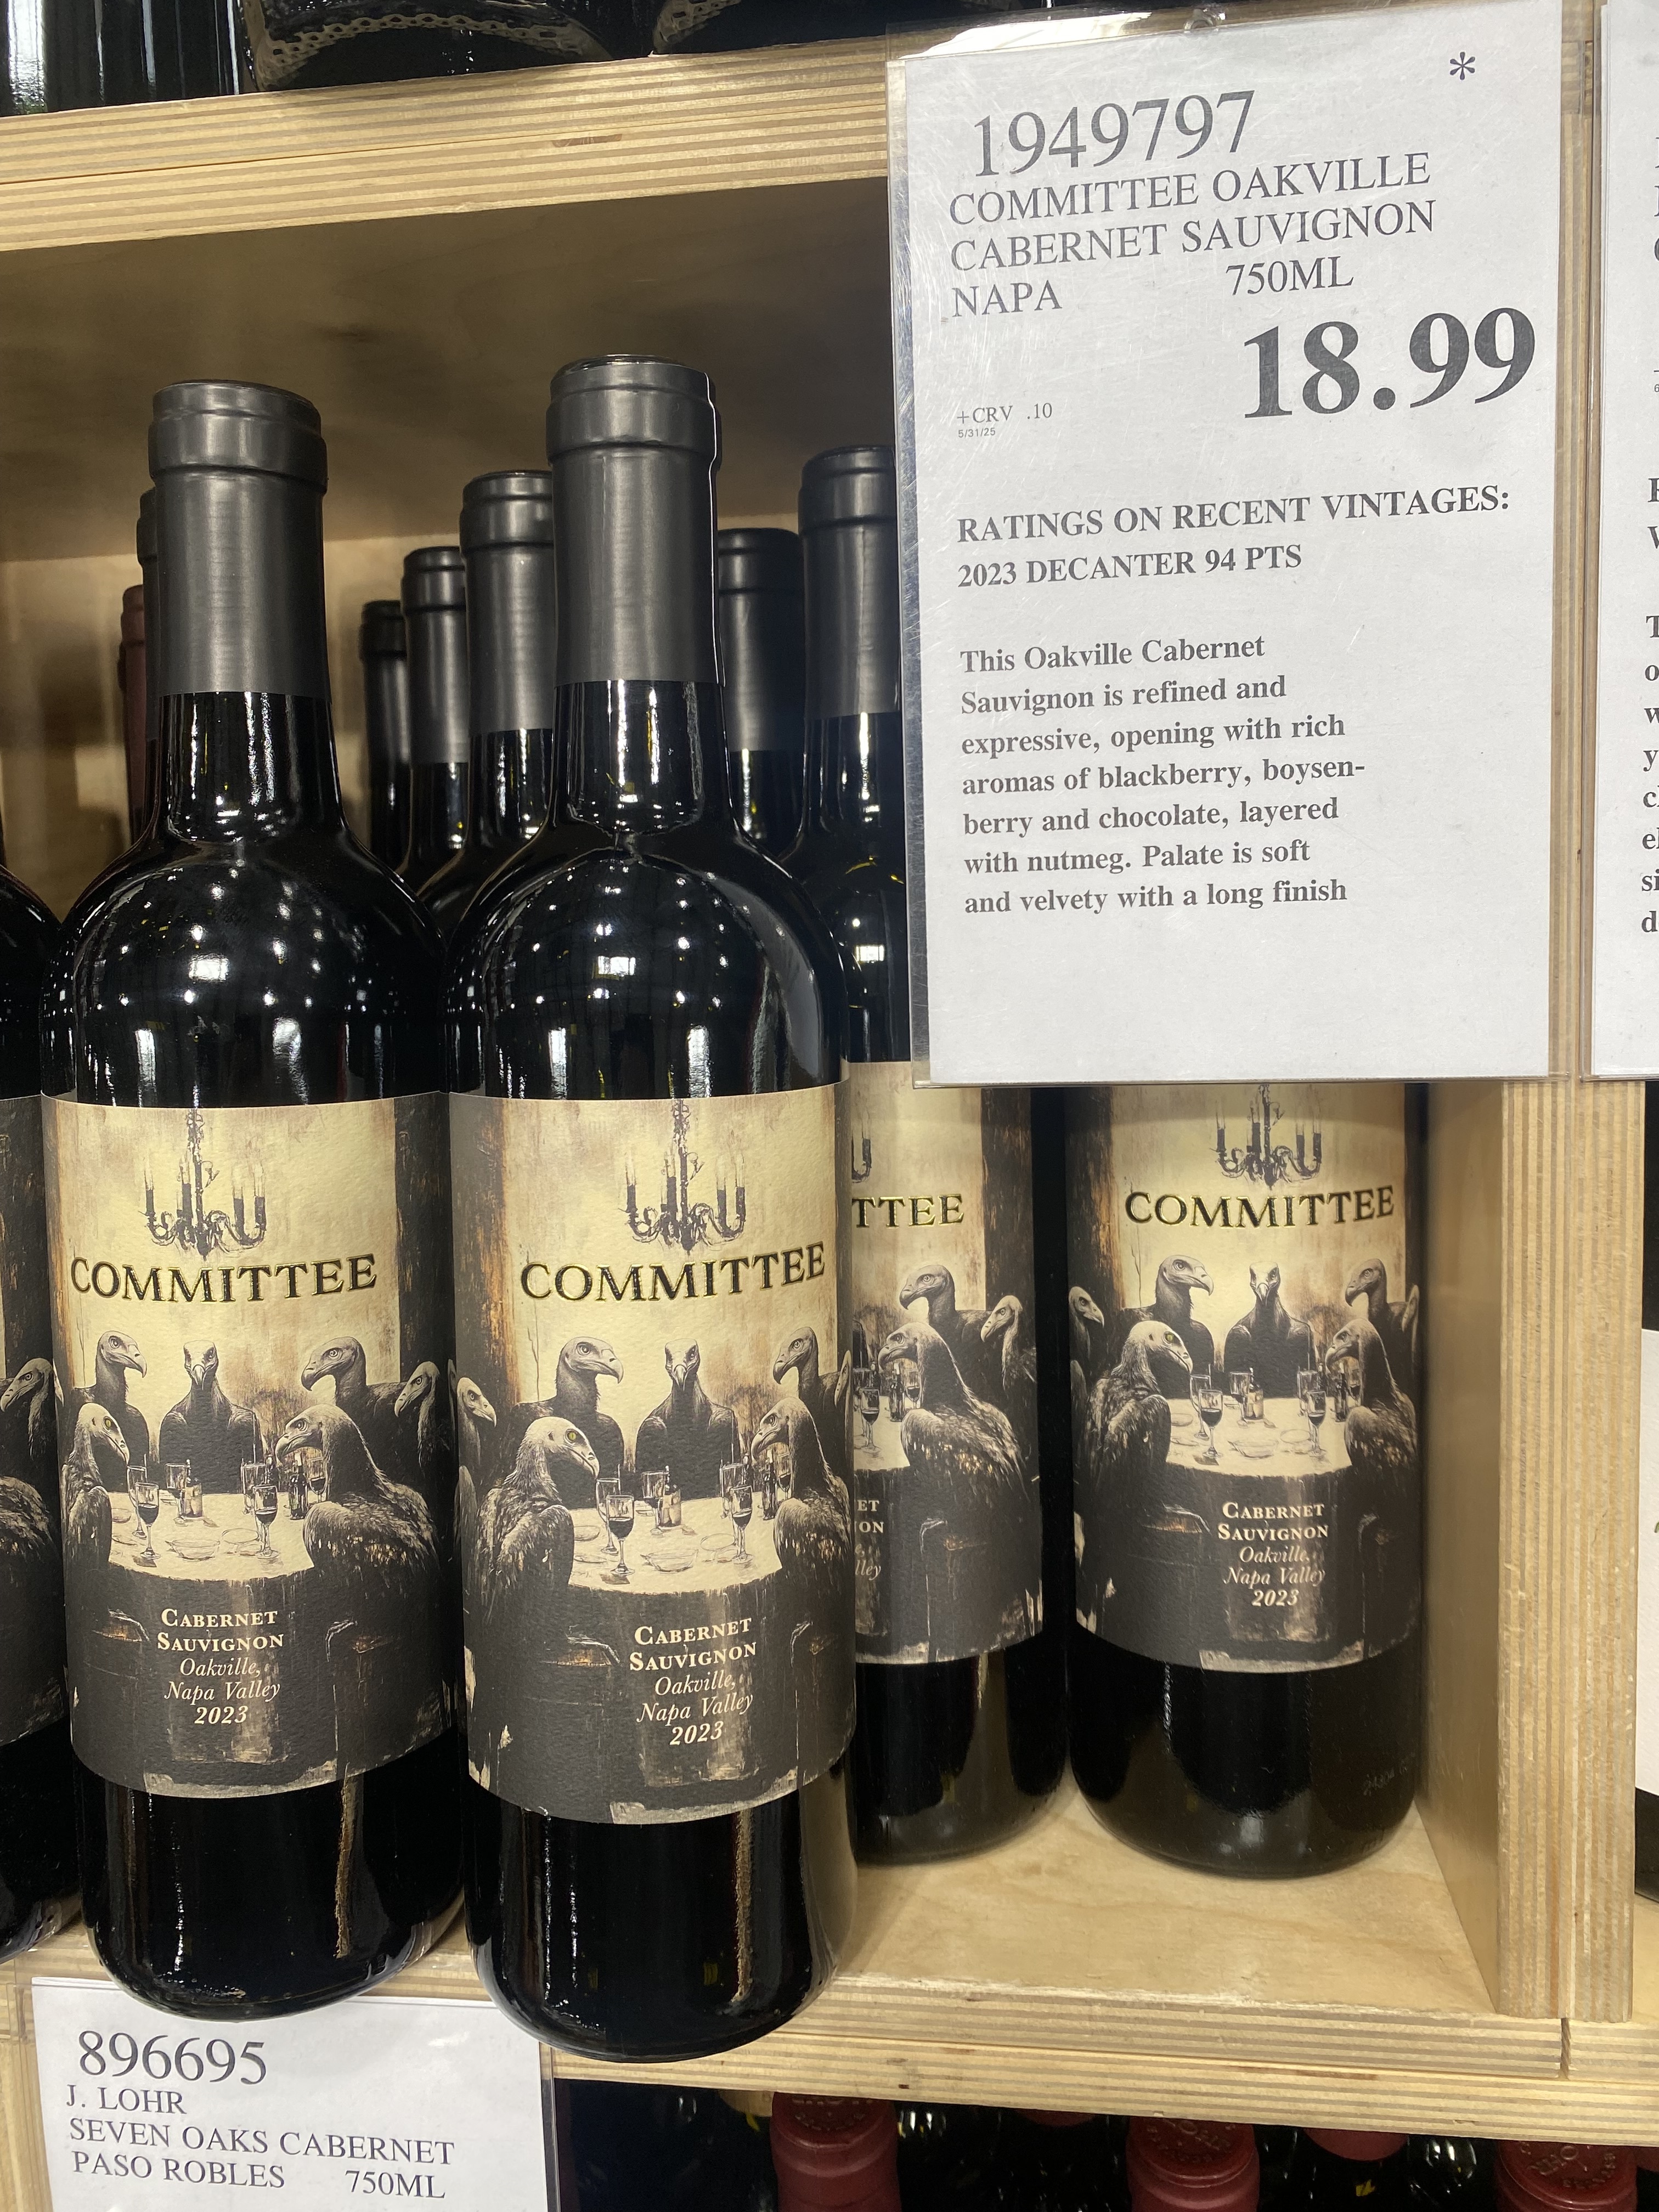 *
1949797
COMMITTEE OAKVILLE
CABERNET SAUVIGNON
NAPA 750ML
18.99
+CRV .10
5/31/25
RATINGS ON RECENT VINTAGES:
2023 DECANTER 94 PTS
This Oakville Cabernet
Sauvignon is refined and
expressive, opening with rich
aromas of blackberry, boysen-
berry and chocolate, layered
with nutmeg. Palate is soft
and velvety with a long finish
COMMITTEE
CABERNET
SAUVIGNON
Oakville,
Napa Valley
2023
COMMITTEE
CABERNET
SAUVIGNON
Oakville,
Napa Valley
2023
TTEE
ET
ON
lley
COMMITTEE
CABERNET
SAUVIGNON
Oakville,
Napa Valley
2023
896695
J. LOHR
SEVEN OAKS CABERNET
PASO ROBLES 750ML